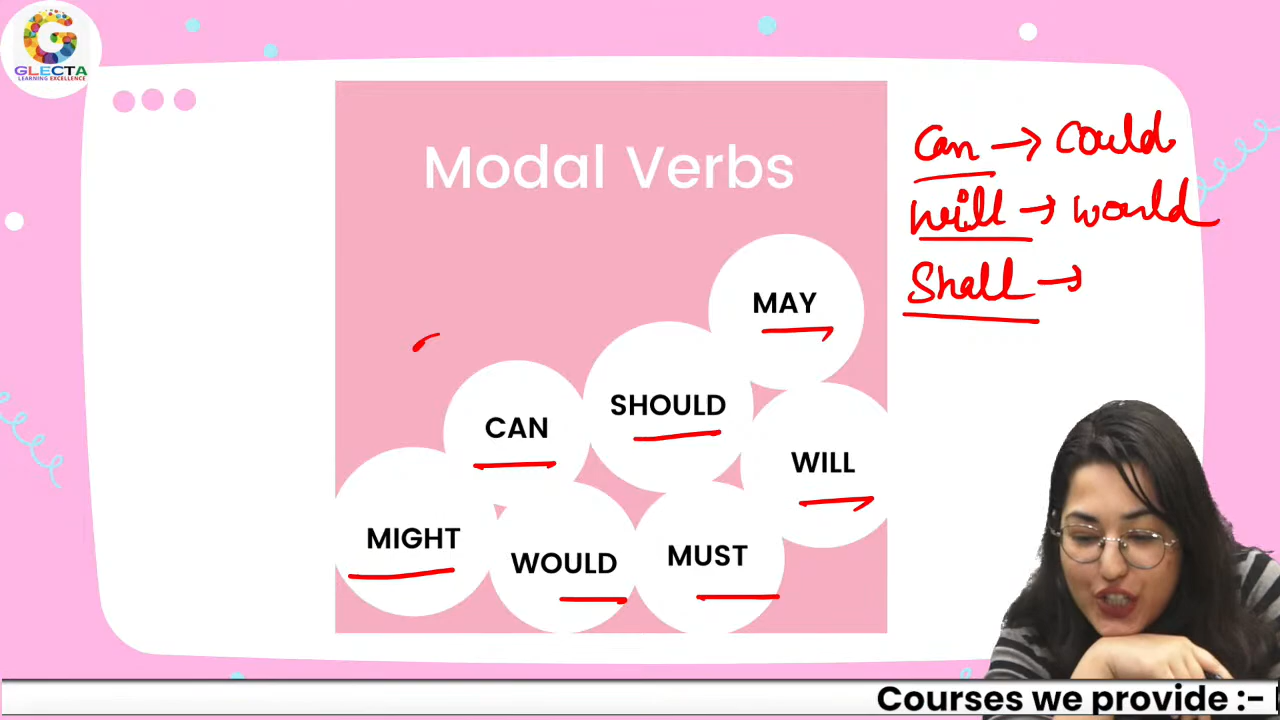 GLECTA
LEARNING EXCELLENCE
Modal Verbs
Can → Could
Will → would
Shall →
MAY
SHOULD
CAN
WILL
MIGHT
WOULD
MUST
Courses we provide :-